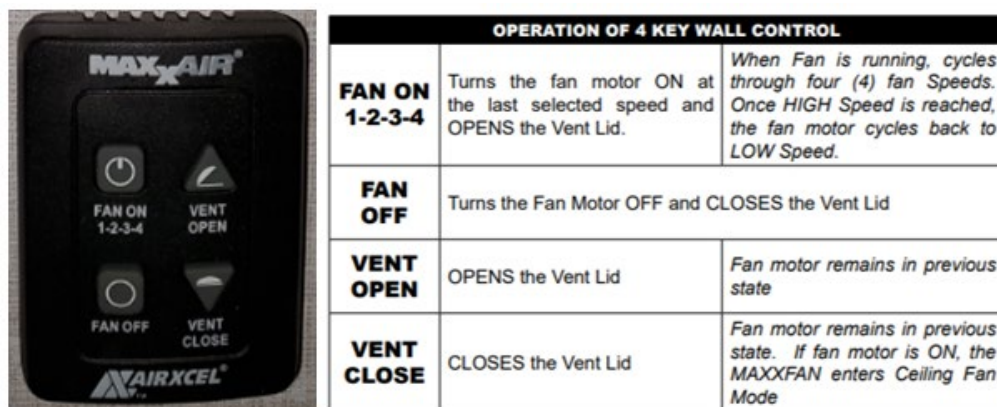 MAXXAIR®
FAN ON
1-2-3-4
VENT
OPEN
FAN OFF
VENT
CLOSE
AIRXCEL®
OPERATION OF 4 KEY WALL CONTROL
FAN ON
1-2-3-4
Turns the fan motor ON at
the last selected speed and
OPENS the Vent Lid.
When Fan is running, cycles
through four (4) fan Speeds.
Once HIGH Speed is reached,
the fan motor cycles back to
LOW Speed.
FAN
OFF
Turns the Fan Motor OFF and CLOSES the Vent Lid
VENT
OPEN
OPENS the Vent Lid
Fan motor remains in previous
state
VENT
CLOSE
CLOSES the Vent Lid
Fan motor remains in previous
state. If fan motor is ON, the
MAXXFAN enters Ceiling Fan
Mode